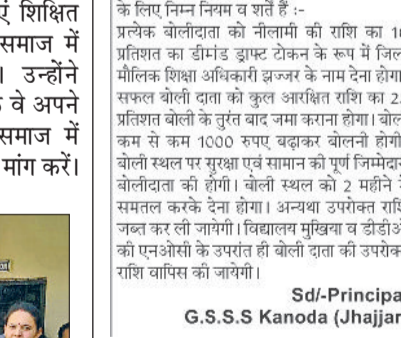 एं शिक्षित
समाज में
। उन्होंने
वे अपने
समाज में
मांग करें।
के लिए निम्न नियम व शर्तें हैं :-
प्रत्येक बोलीदाता को नीलामी की राशि का
प्रतिशत का डीमांड ड्राफ्ट टोकन के रूप में
मौलिक शिक्षा अधिकारी झज्जर के नाम देना होगा
सफल बोली दाता को कुल आरक्षित राशि का
प्रतिशत बोली के तुरंत बाद जमा कराना होगा।
कम से कम 1000 रुपए बढ़ाकर बोलनी होगी
बोली स्थल पर सुरक्षा एवं सामान को पूर्ण
बोलीदाता की होगी। बोली स्थल को 2 महीने
समतल करके देना होगा। अन्यथा उपरोक्त
जब्त कर ली जायेगी। विद्यालय मुखिया व
की एनओसी के उपरांत ही बोली दाता की
राशि वापिस की जायेगी।
Sd/-Principa
G.S.S.S Kanoda (Jhajjar